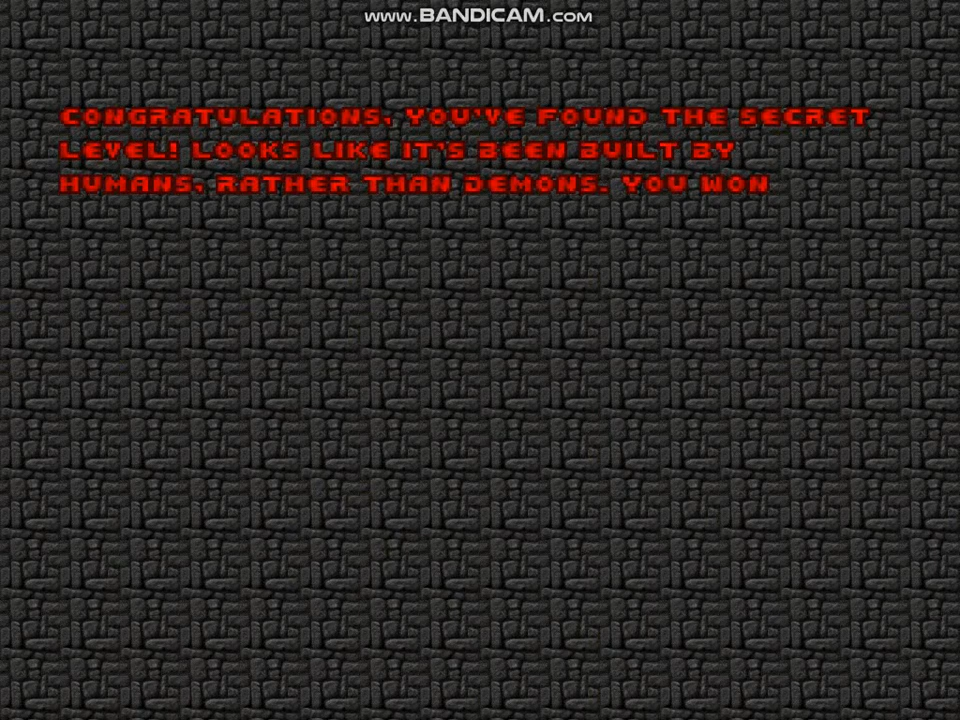 www.BANDICAM.com
CONGRATULATIONS, YOU'VE FOUND THE SECRET
LEVEL! LOOKS LIKE IT'S BEEN BUILT BY
HUMANS, RATHER THAN DEMONS. YOU WON